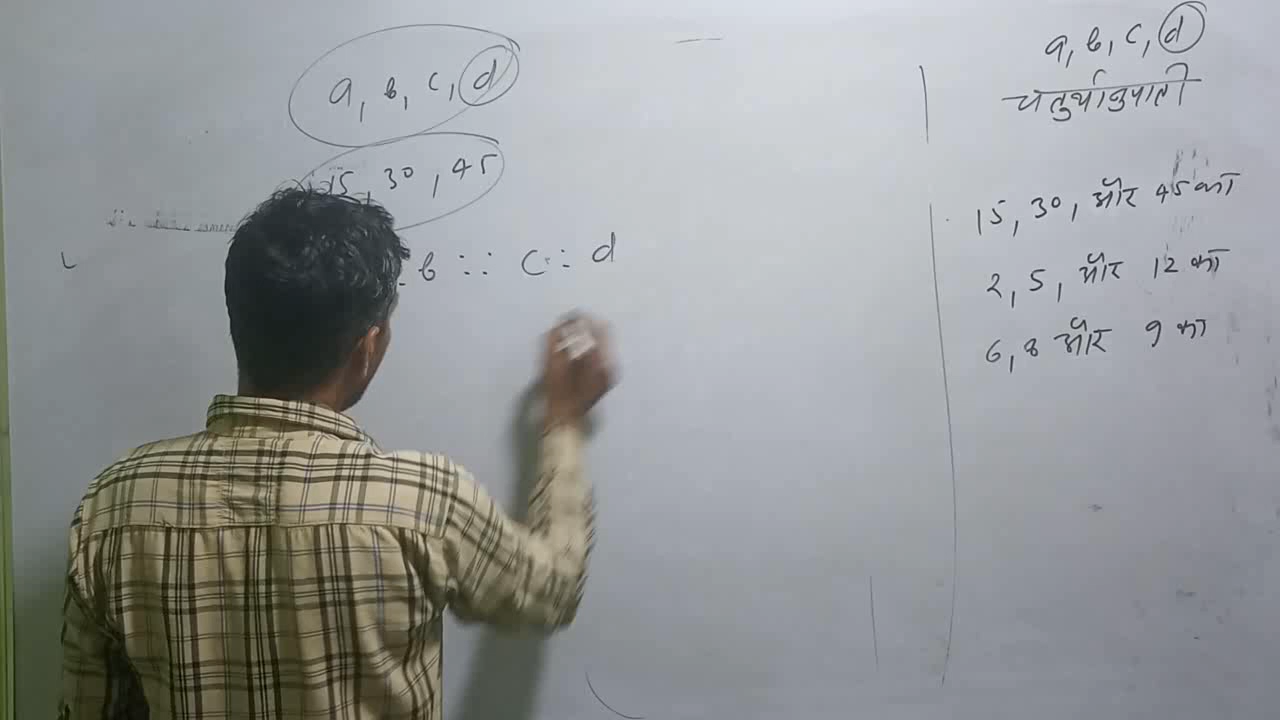 a, b, c, d
15, 30, 45
b :: c : d
a, b, c, d
चतुर्थानुपाती
15, 30, और 45 का
2, 5, और 12 का
6, 8 और 9 का